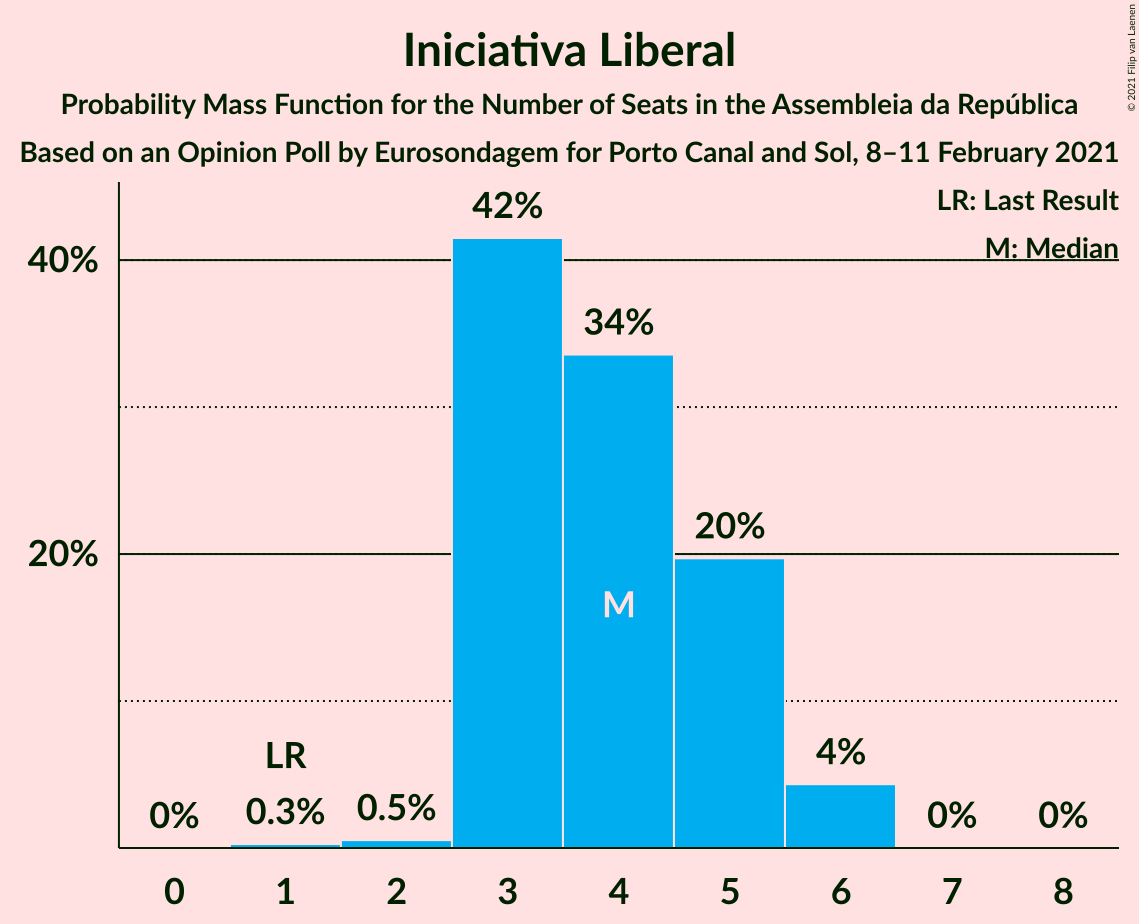 Iniciativa Liberal
Probability Mass Function for the Number of Seats in the Assembleia da República
Based on an Opinion Poll by Eurosondagem for Porto Canal and Sol, 8–11 February 2021
© 2021 Filip van Laenen
LR: Last Result
M: Median
42%
40%
34%
20%
20%
M
LR
4%
0%
0.3%
0.5%
0%
0%
0 1 2 3 4 5 6 7 8